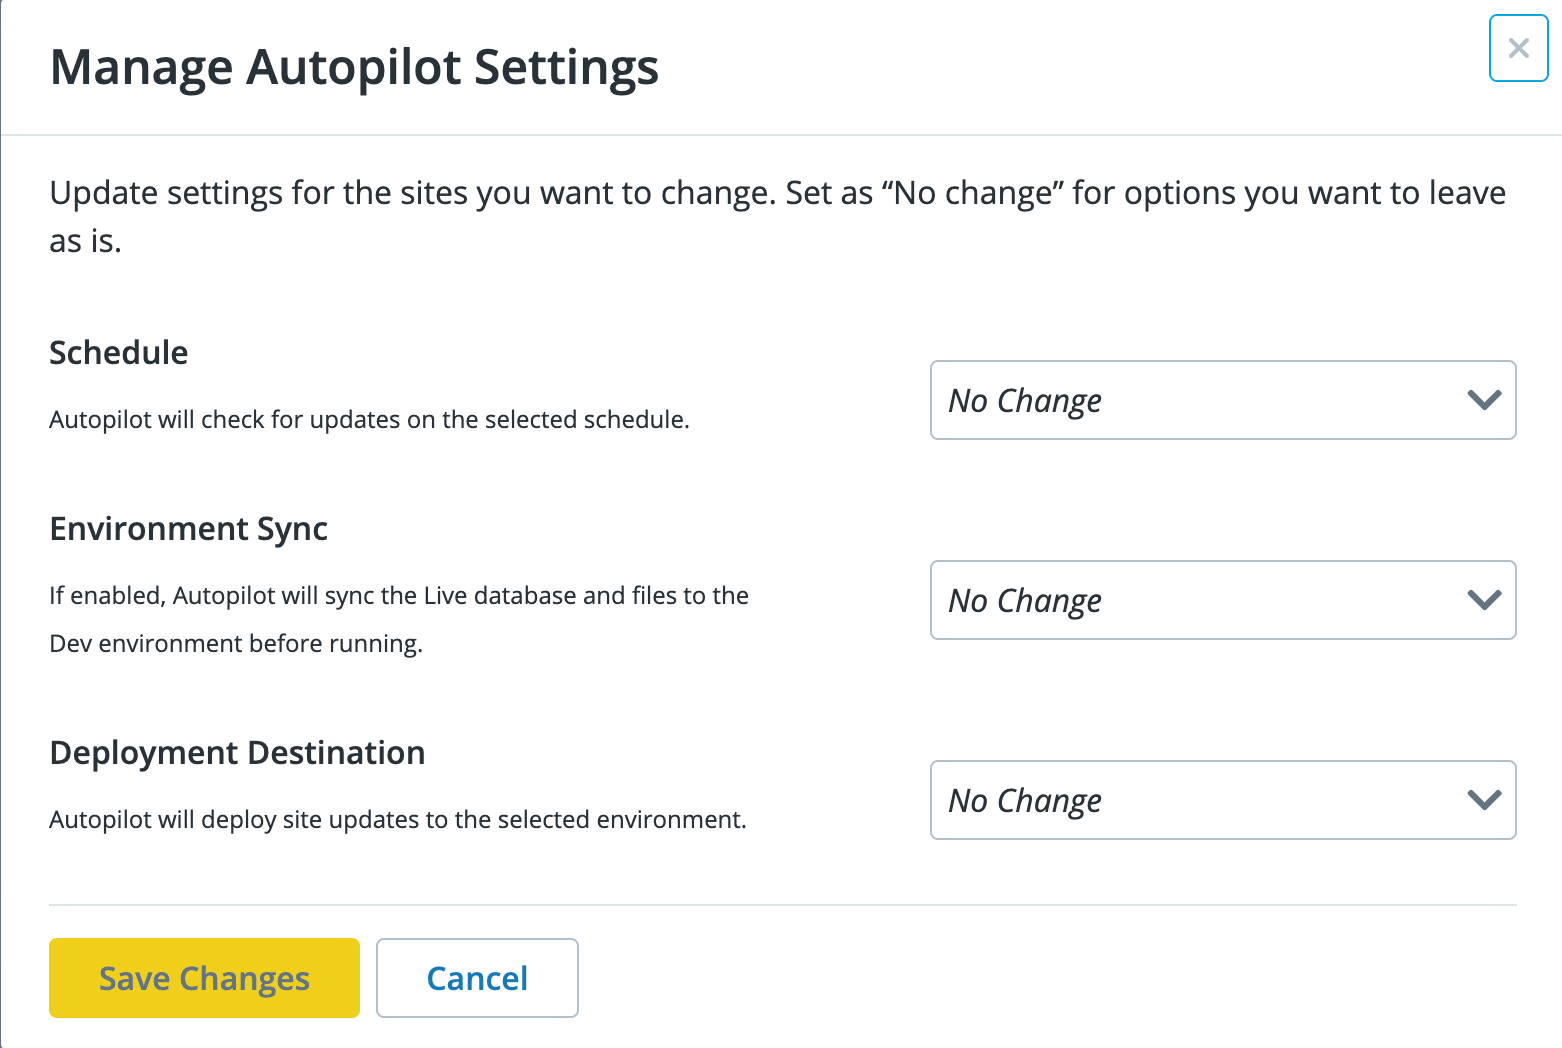 Manage Autopilot Settings
Update settings for the sites you want to change. Set as “No change” for options you want to leave
as is.
Schedule
Autopilot will check for updates on the selected schedule.
No Change
Environment Sync
If enabled, Autopilot will sync the Live database and files to the
Dev environment before running.
No Change
Deployment Destination
Autopilot will deploy site updates to the selected environment.
No Change
Save Changes
Cancel